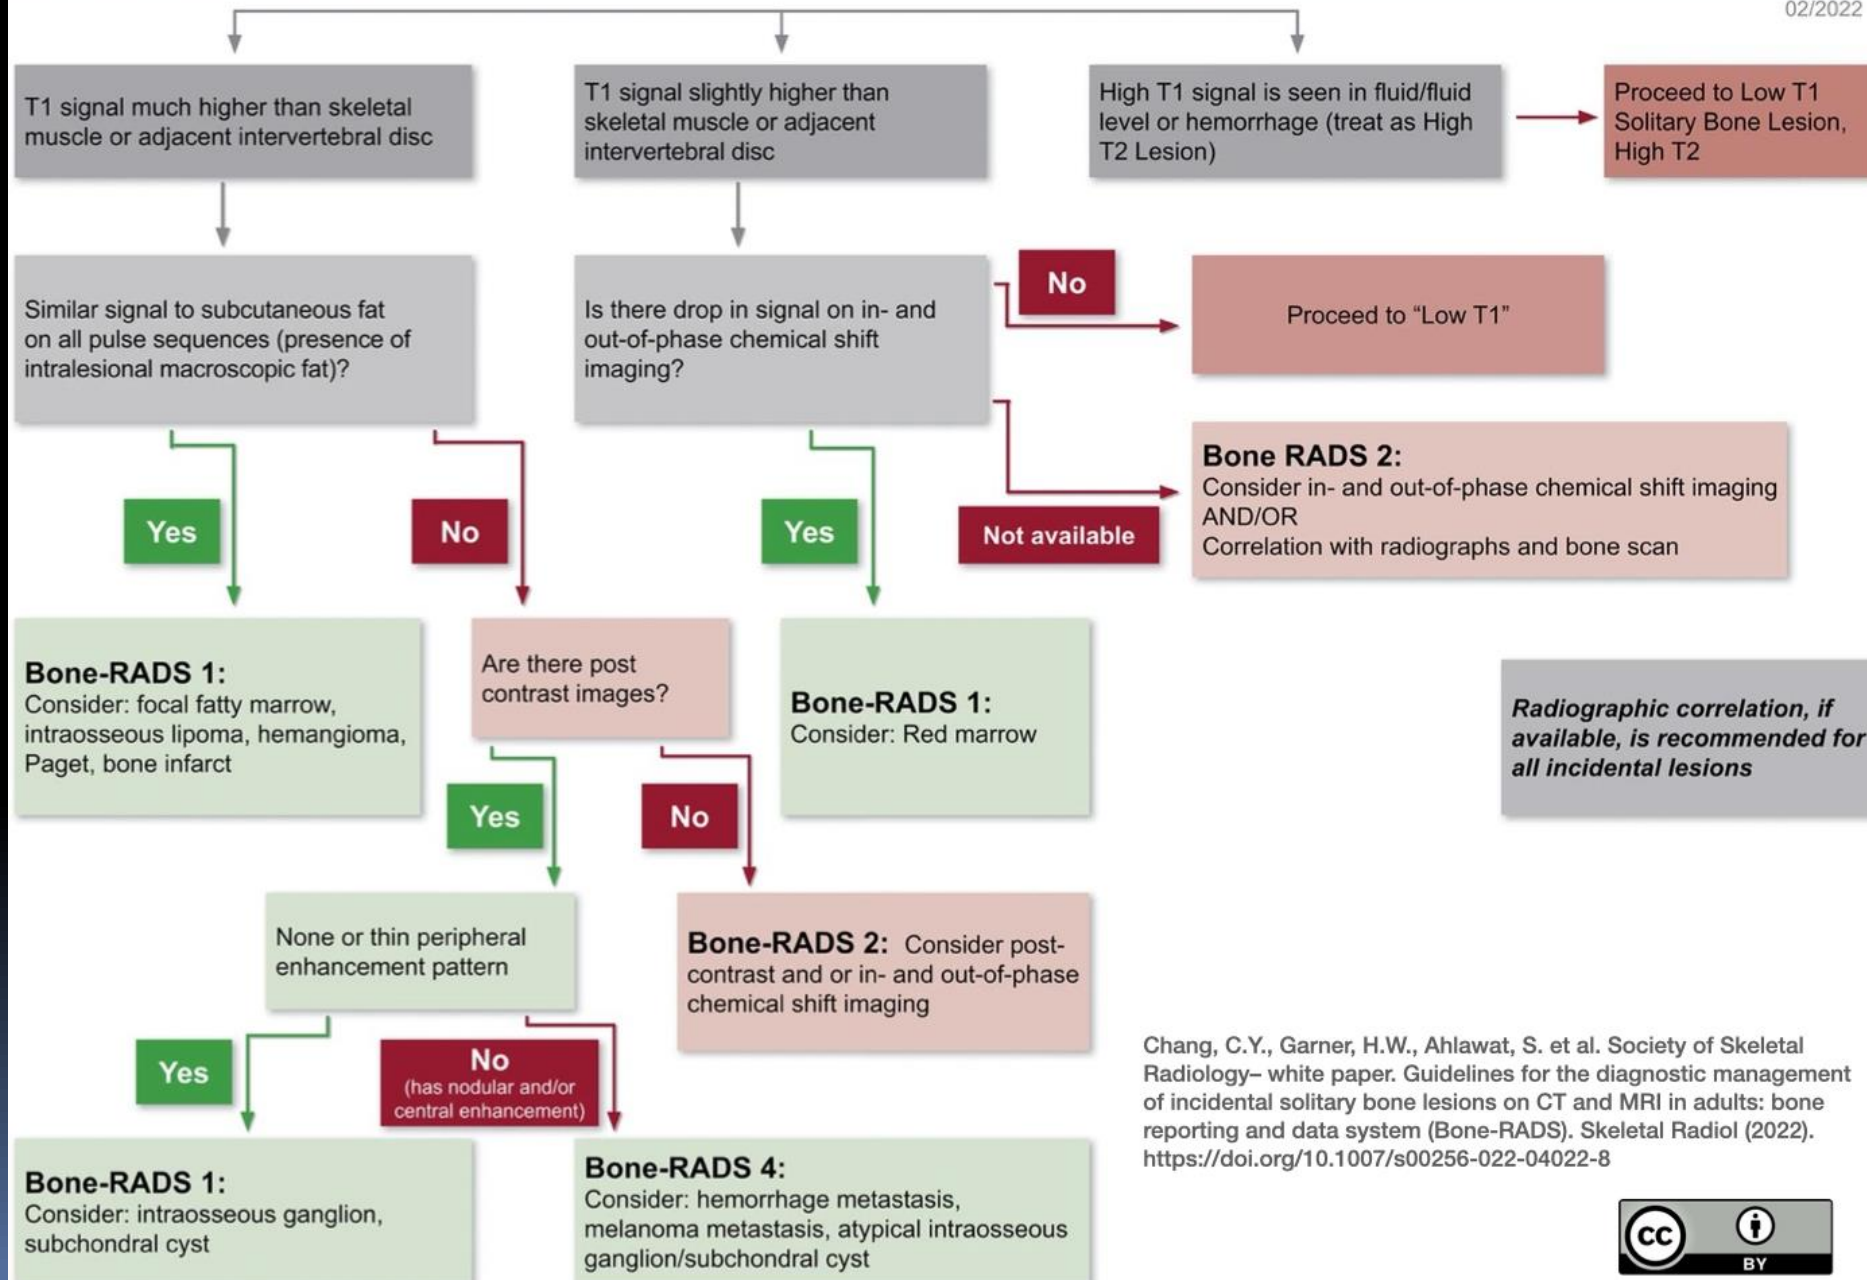 02/2022
T1 signal much higher than skeletal
muscle or adjacent intervertebral disc
T1 signal slightly higher than
skeletal muscle or adjacent
intervertebral disc
High T1 signal is seen in fluid/fluid
level or hemorrhage (treat as High
T2 Lesion)
Proceed to Low T1
Solitary Bone Lesion,
High T2
Similar signal to subcutaneous fat
on all pulse sequences (presence of
intralesional macroscopic fat)?
Is there drop in signal on in- and
out-of-phase chemical shift
imaging?
No
Proceed to “Low T1”
Yes
No
Yes
Not available
Bone RADS 2:
Consider in- and out-of-phase chemical shift imaging
AND/OR
Correlation with radiographs and bone scan
Bone-RADS 1:
Consider: focal fatty marrow,
intraosseous lipoma, hemangioma,
Paget, bone infarct
Are there post
contrast images?
Bone-RADS 1:
Consider: Red marrow
Radiographic correlation, if
available, is recommended for
all incidental lesions
Yes
No
None or thin peripheral
enhancement pattern
Bone-RADS 2: Consider post-
contrast and or in- and out-of-phase
chemical shift imaging
Yes
No
(has nodular and/or
central enhancement)
Bone-RADS 1:
Consider: intraosseous ganglion,
subchondral cyst
Bone-RADS 4:
Consider: hemorrhage metastasis,
melanoma metastasis, atypical intraosseous
ganglion/subchondral cyst
Chang, C.Y., Garner, H.W., Ahlawat, S. et al. Society of Skeletal
Radiology– white paper. Guidelines for the diagnostic management
of incidental solitary bone lesions on CT and MRI in adults: bone
reporting and data system (Bone-RADS). Skeletal Radiol (2022).
https://doi.org/10.1007/s00256-022-04022-8
cc
BY